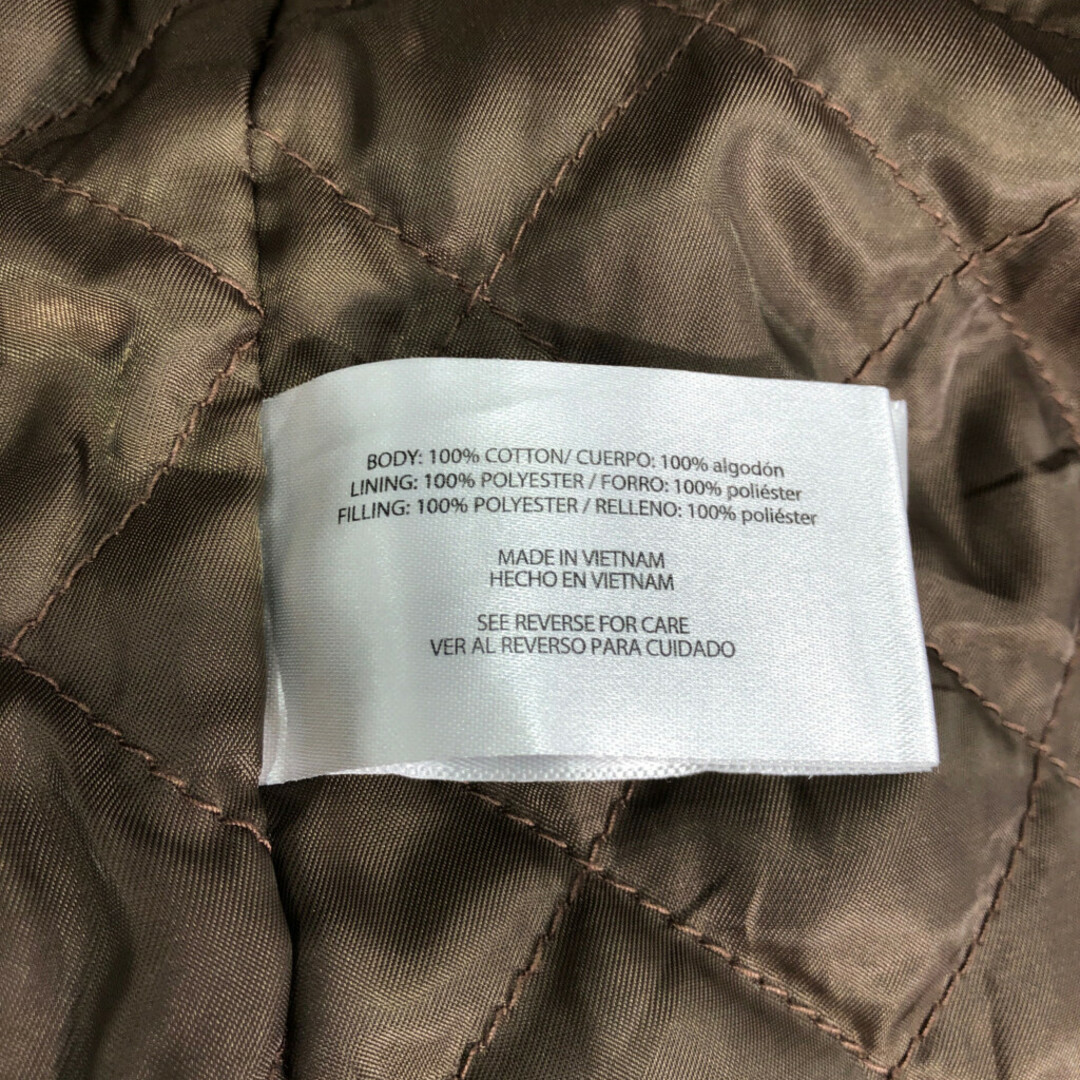 BODY: 100% COTTON/ CUERPO: 100% algodón
LINING: 100% POLYESTER / FORRO: 100% poliéster
FILLING: 100% POLYESTER / RELLENO: 100% poliéster
MADE IN VIETNAM
HECHO EN VIETNAM
SEE REVERSE FOR CARE
VER AL REVERSO PARA CUIDADO